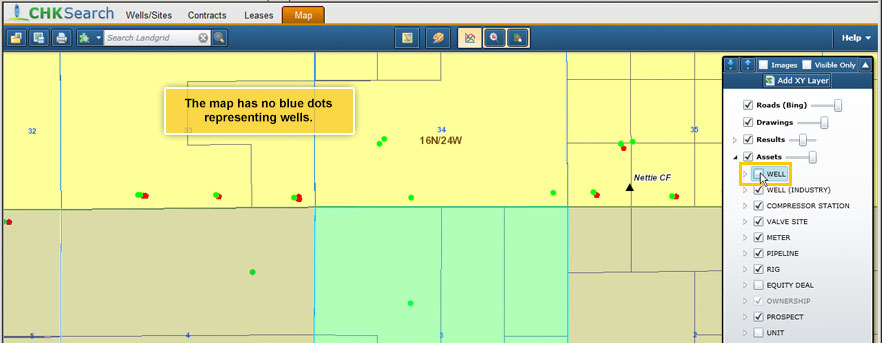 CHKSearch
Wells/Sites
Contracts
Leases
Map
Search Landgrid
Help
Images
Visible Only
Add XY Layer
The map has no blue dots
representing wells.
32
33
34
35
16N/24W
Nettie CF
5
4
3
2
Roads (Bing)
Drawings
Results
Assets
WELL
WELL (INDUSTRY)
COMPRESSOR STATION
VALVE SITE
METER
PIPELINE
RIG
EQUITY DEAL
OWNERSHIP
PROSPECT
UNIT